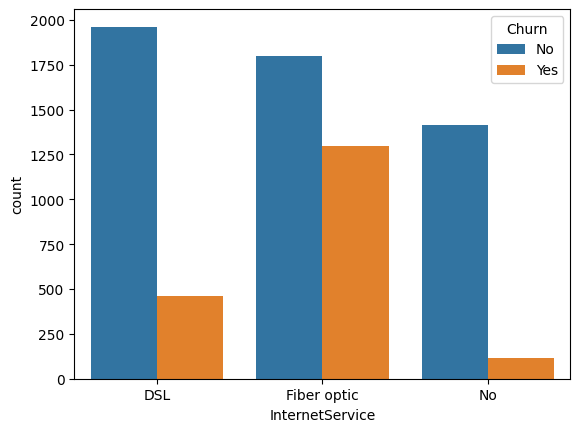 2000
1750
1500
1250
1000
750
500
250
0
count
DSL
Fiber optic
No
InternetService
Churn
No
Yes